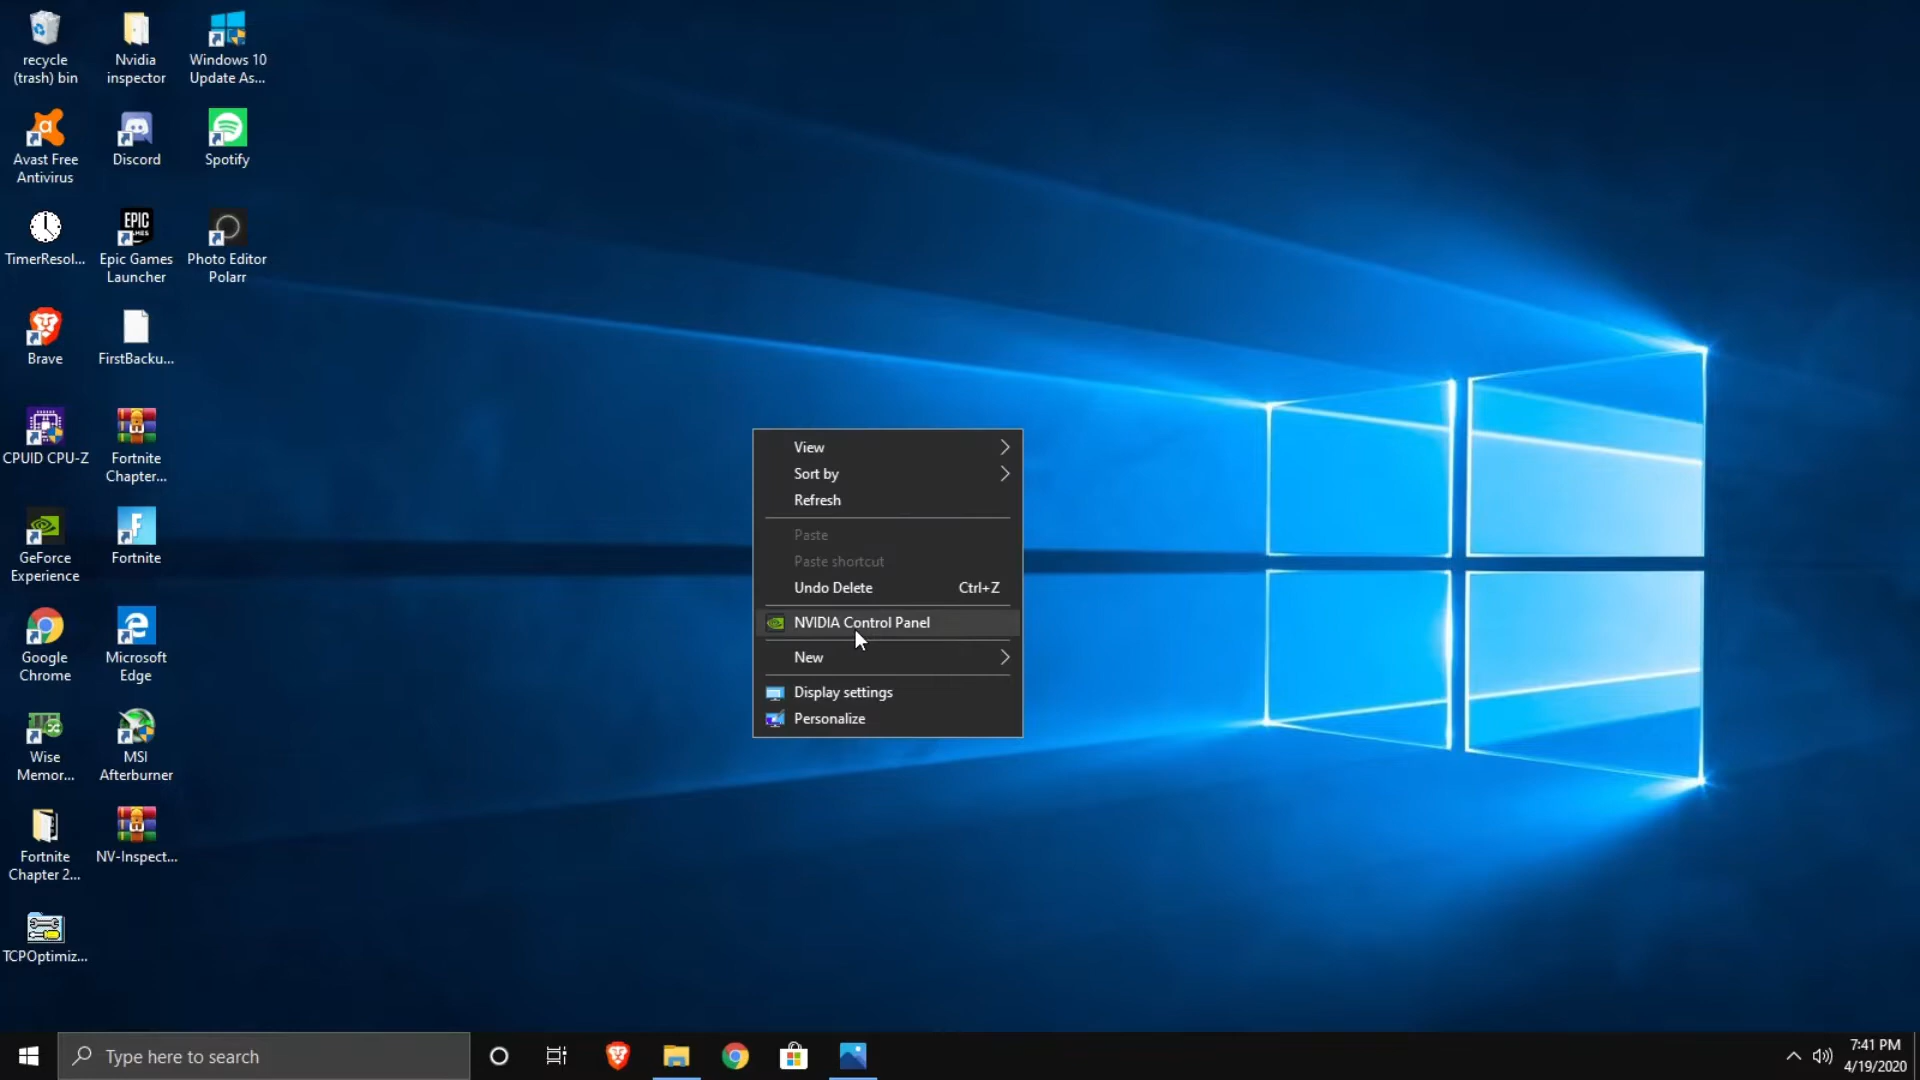 recycle
(trash) bin
Nvidia
inspector
Windows 10
Update As...
Avast Free
Antivirus
Discord
Spotify
TimerResol...
EPIC
GAMES
Epic Games
Launcher
Photo Editor
Polarr
Brave
FirstBacku...
CPUID CPU-Z
Fortnite
Chapter...
GeForce
Experience
F
Fortnite
Google
Chrome
Microsoft
Edge
Wise
Memor...
MSI
Afterburner
Fortnite
Chapter 2...
NV-Inspect...
TCPOptimiz...
View
Sort by
Refresh
Paste
Paste shortcut
Undo Delete Ctrl+Z
NVIDIA Control Panel
New
Display settings
Personalize
Type here to search
7:41 PM
4/19/2020